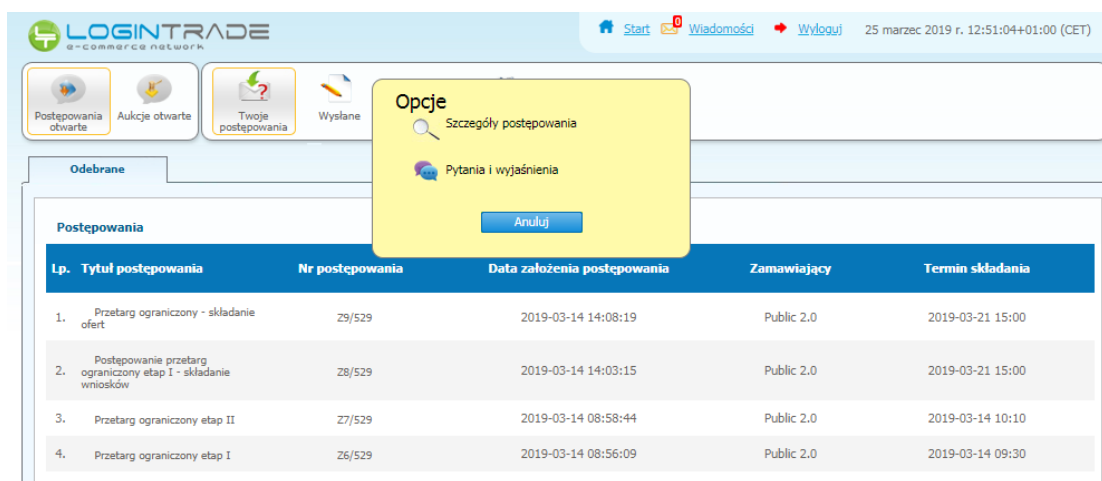 LOGINTRADE
e-commerce network
Start 0 Wiadomości Wyloguj 25 marzec 2019 r. 12:51:04+01:00 (CET)
Postępowania otwarte
Aukcje otwarte
Twoje postępowania
Wysłane
Opcje
Szczegóły postępowania
Pytania i wyjaśnienia
Anuluj
Odebrane
Postępowania
Lp. Tytuł postępowania Nr postępowania Data założenia postępowania Zamawiający Termin składania
1. Przetarg ograniczony - składanie ofert Z9/529 2019-03-14 14:08:19 Public 2.0 2019-03-21 15:00
2. Postępowanie przetarg ograniczony etap I - składanie wniosków Z8/529 2019-03-14 14:03:15 Public 2.0 2019-03-21 15:00
3. Przetarg ograniczony etap II Z7/529 2019-03-14 08:58:44 Public 2.0 2019-03-14 10:10
4. Przetarg ograniczony etap I Z6/529 2019-03-14 08:56:09 Public 2.0 2019-03-14 09:30